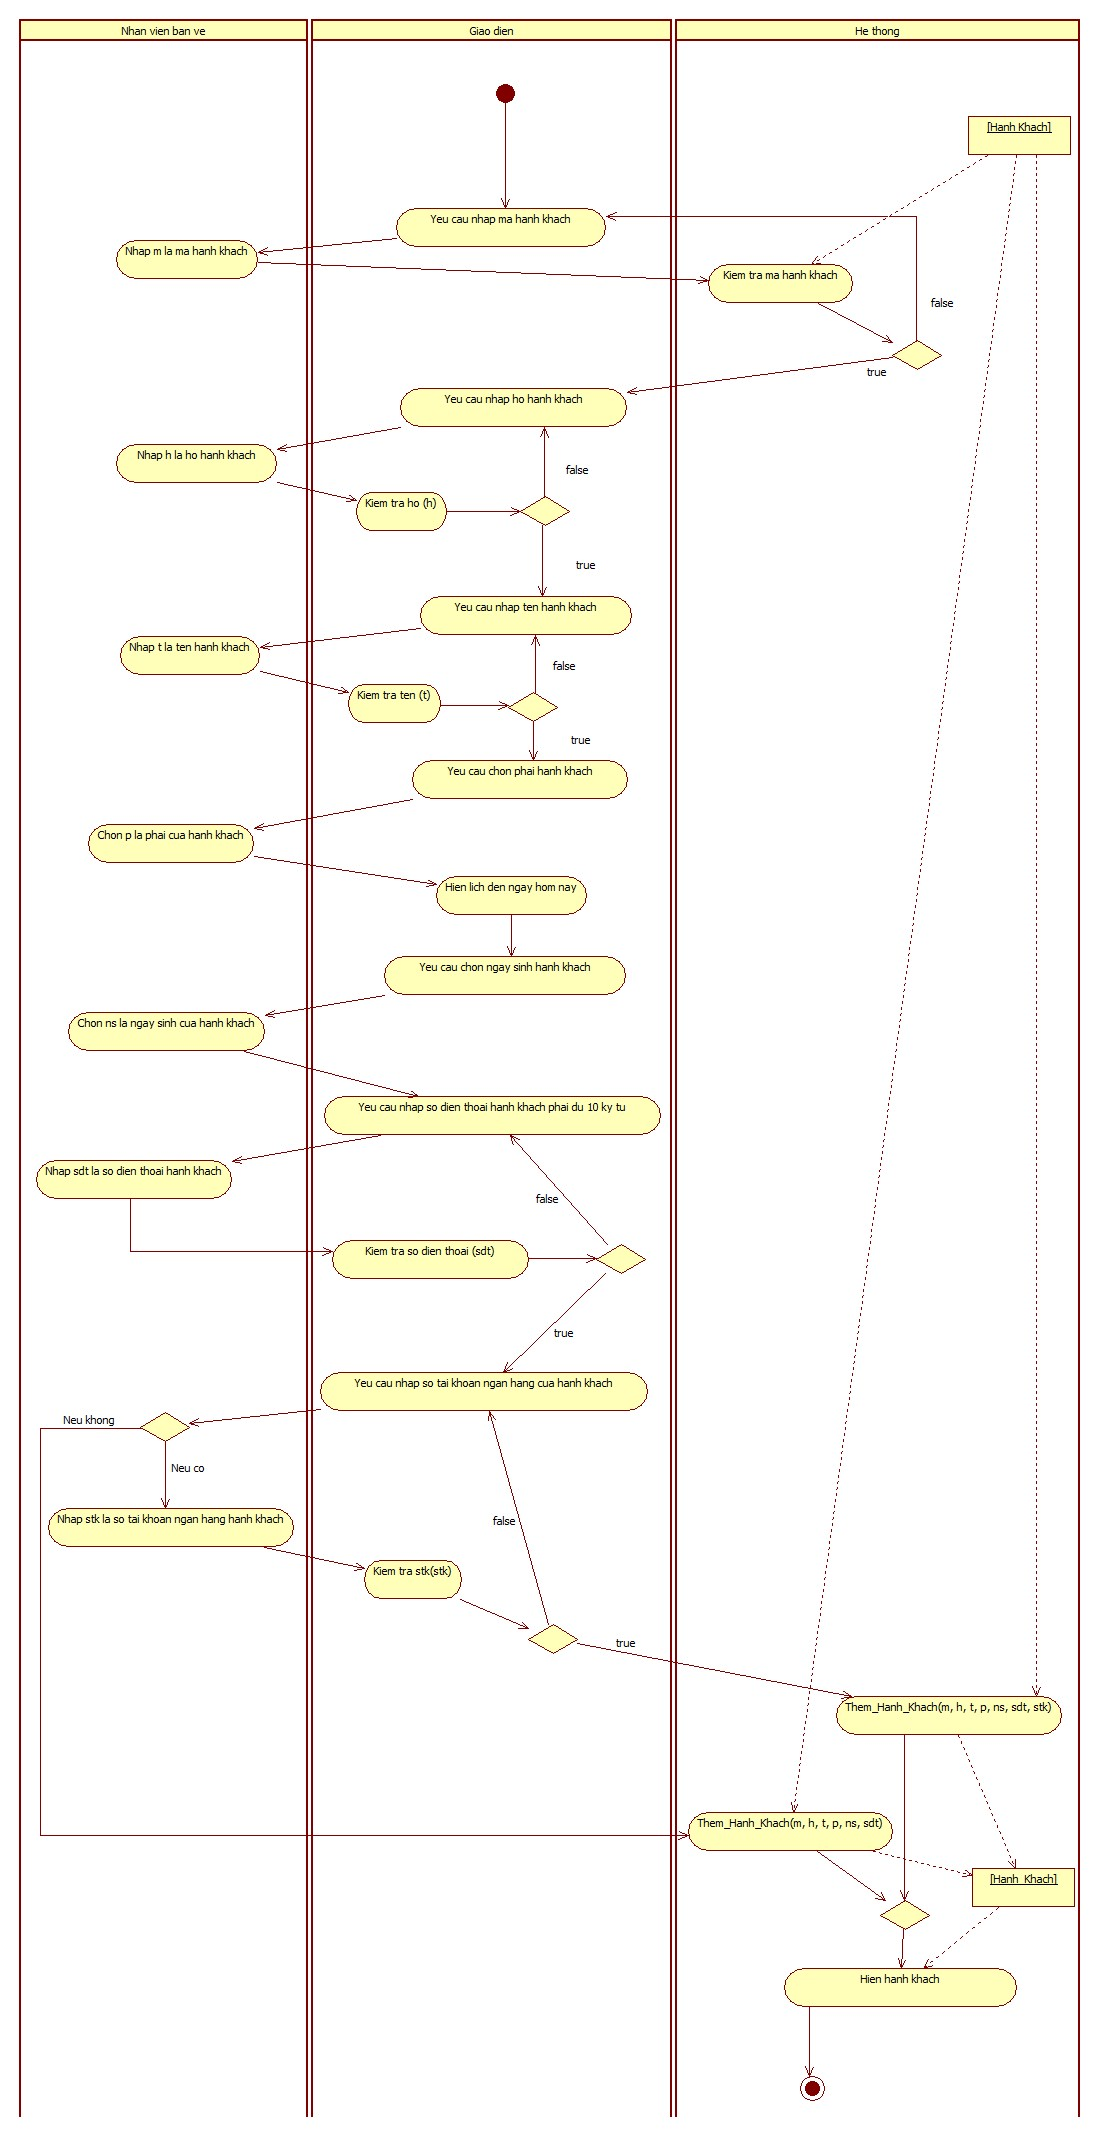 Nhan vien ban ve
Giao dien
He thong
[Hanh Khach]
Yeu cau nhap ma hanh khach
Nhap m la ma hanh khach
Kiem tra ma hanh khach
false
true
Yeu cau nhap ho hanh khach
Nhap h la ho hanh khach
false
Kiem tra ho (h)
true
Yeu cau nhap ten hanh khach
Nhap t la ten hanh khach
false
Kiem tra ten (t)
true
Yeu cau chon phai hanh khach
Chon p la phai cua hanh khach
Hien lich den ngay hom nay
Yeu cau chon ngay sinh hanh khach
Chon ns la ngay sinh cua hanh khach
Yeu cau nhap so dien thoai hanh khach phai du 10 ky tu
Nhap sdt la so dien thoai hanh khach
false
Kiem tra so dien thoai (sdt)
true
Yeu cau nhap so tai khoan ngan hang cua hanh khach
Neu khong
Neu co
Nhap stk la so tai khoan ngan hang hanh khach
false
Kiem tra stk(stk)
true
Them_Hanh_Khach(m, h, t, p, ns, sdt, stk)
Them_Hanh_Khach(m, h, t, p, ns, sdt)
[Hanh_Khach]
Hien hanh khach